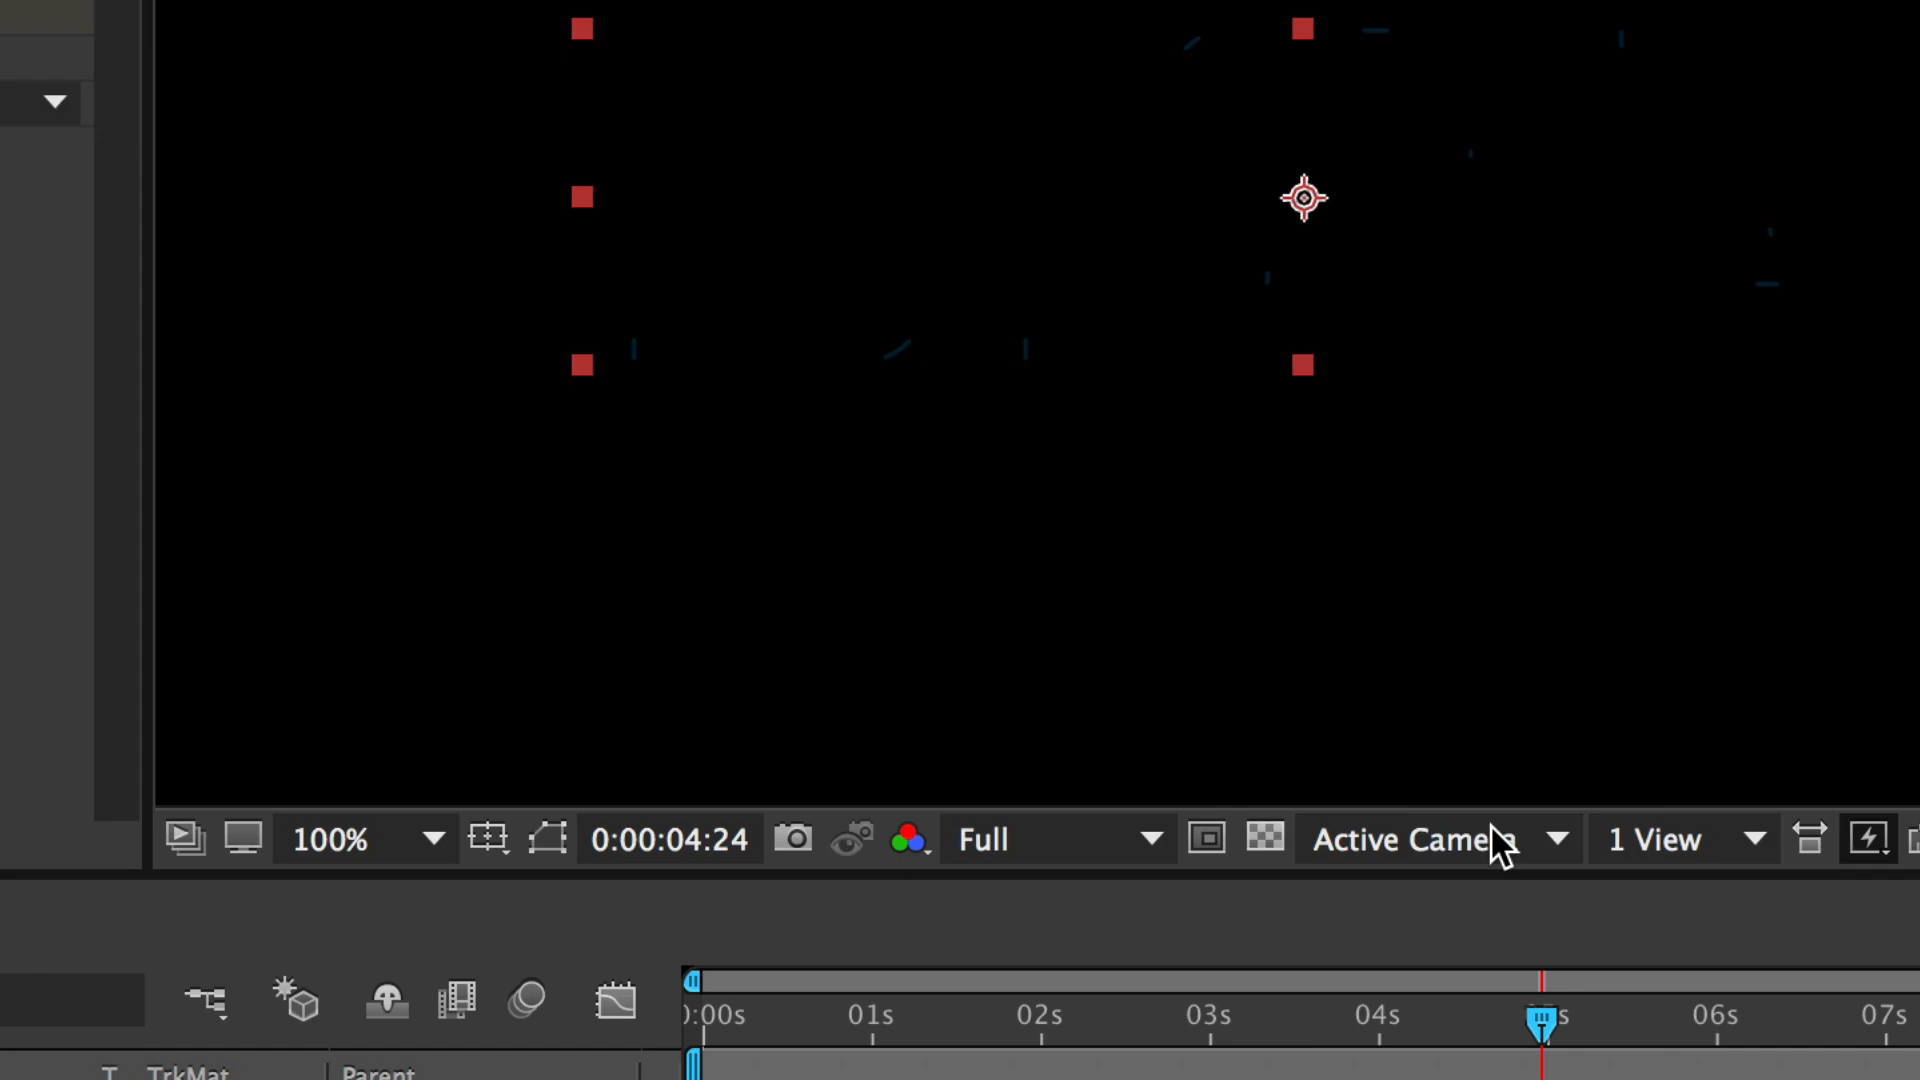 100% 0:00:04:24 Full Active Camera 1 View
0:00s 01s 02s 03s 04s 06s 07s
T TrkMat Parent